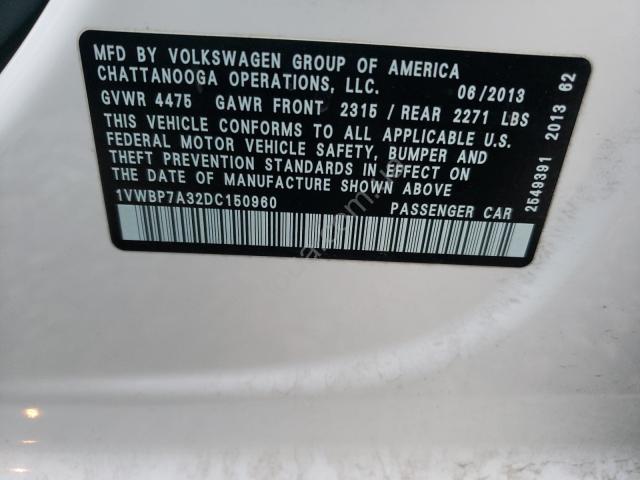 MFD BY VOLKSWAGEN GROUP OF AMERICA
CHATTANOOGA OPERATIONS, LLC. 06/2013
GVWR 4475 GAWR FRONT 2315 / REAR 2271 LBS
THIS VEHICLE CONFORMS TO ALL APPLICABLE U.S.
FEDERAL MOTOR VEHICLE SAFETY, BUMPER AND
THEFT PREVENTION STANDARDS IN EFFECT ON
THE DATE OF MANUFACTURE SHOWN ABOVE
1VWBP7A32DC150960 PASSENGER CAR
2549391 2013 62